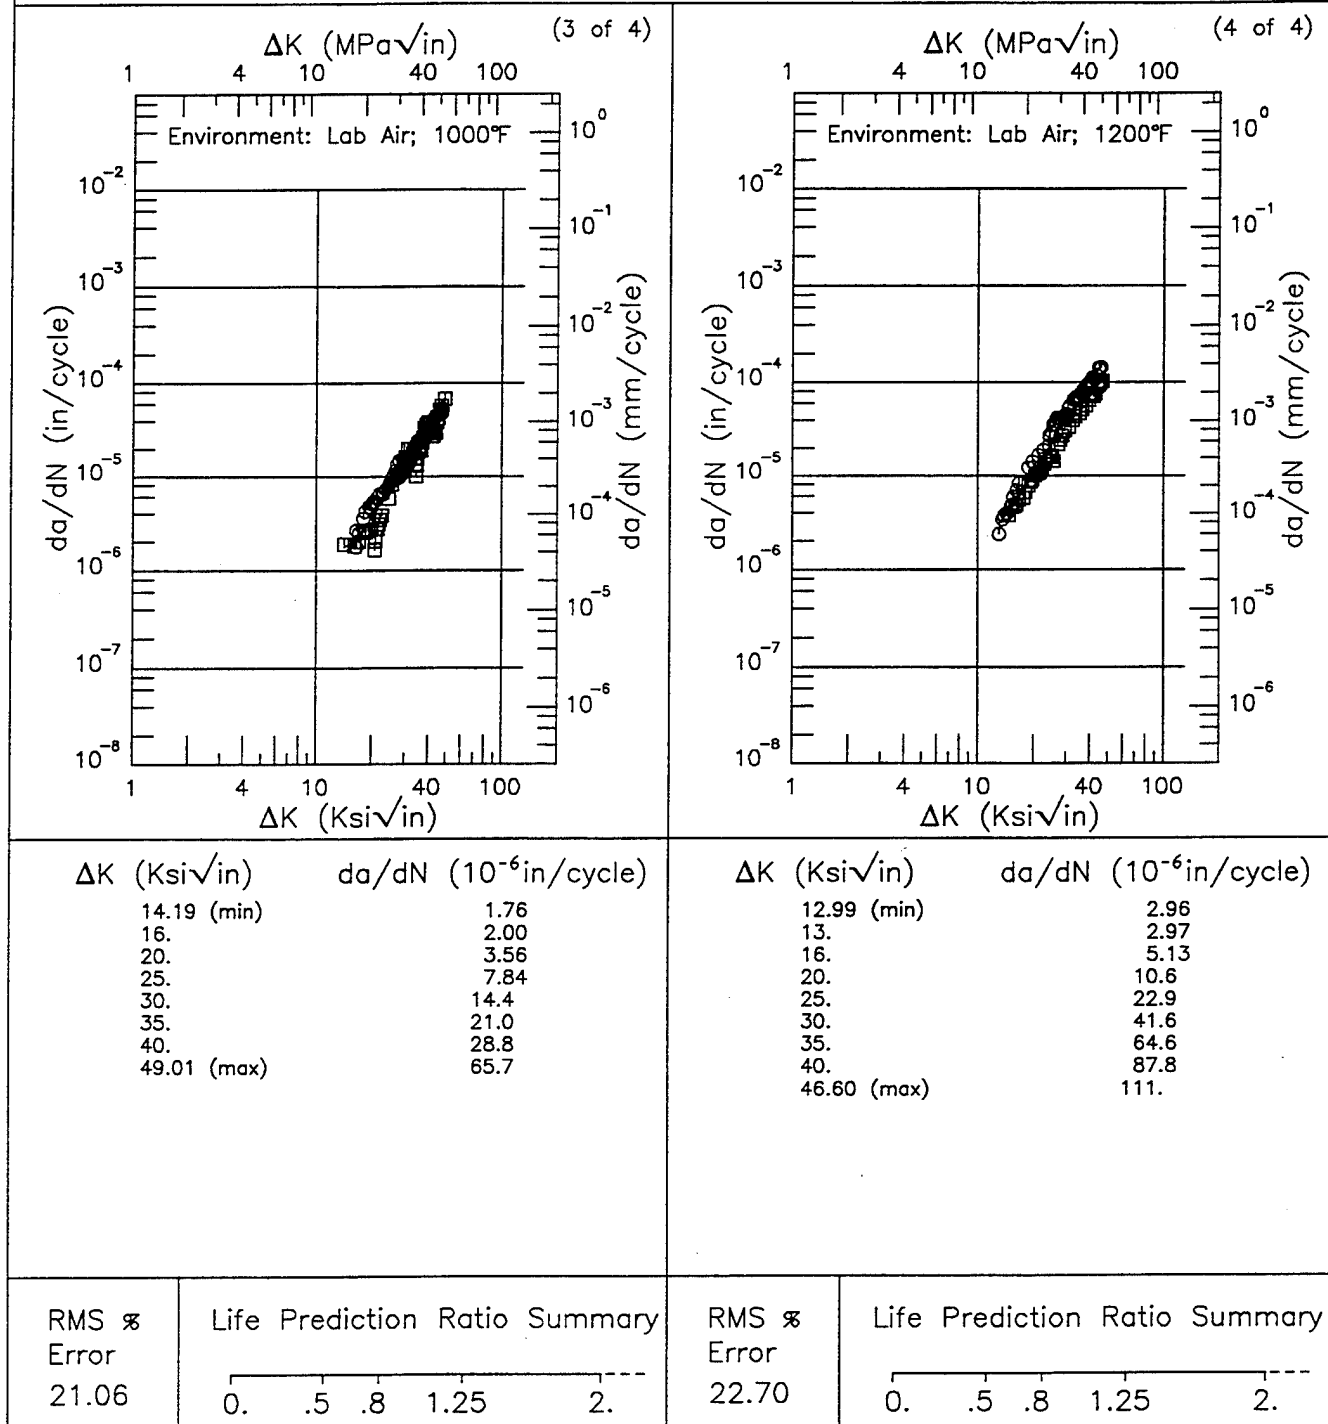 (3 of 4)
ΔK (MPa√in)
1 4 10 40 100
Environment: Lab Air; 1000°F
10⁰
10⁻²
10⁻¹
10⁻³
10⁻²
10⁻⁴
10⁻³
10⁻⁵
10⁻⁴
10⁻⁶
10⁻⁵
10⁻⁷
10⁻⁶
10⁻⁸
da/dN (in/cycle)
da/dN (mm/cycle)
1 4 10 40 100
ΔK (Ksi√in)
ΔK (Ksi√in) da/dN (10⁻⁶in/cycle)
14.19 (min) 1.76
16. 2.00
20. 3.56
25. 7.84
30. 14.4
35. 21.0
40. 28.8
49.01 (max) 65.7
RMS %
Error
21.06
Life Prediction Ratio Summary
0. .5 .8 1.25 2.
(4 of 4)
ΔK (MPa√in)
1 4 10 40 100
Environment: Lab Air; 1200°F
10⁰
10⁻²
10⁻¹
10⁻³
10⁻²
10⁻⁴
10⁻³
10⁻⁵
10⁻⁴
10⁻⁶
10⁻⁵
10⁻⁷
10⁻⁶
10⁻⁸
da/dN (in/cycle)
da/dN (mm/cycle)
1 4 10 40 100
ΔK (Ksi√in)
ΔK (Ksi√in) da/dN (10⁻⁶in/cycle)
12.99 (min) 2.96
13. 2.97
16. 5.13
20. 10.6
25. 22.9
30. 41.6
35. 64.6
40. 87.8
46.60 (max) 111.
RMS %
Error
22.70
Life Prediction Ratio Summary
0. .5 .8 1.25 2.